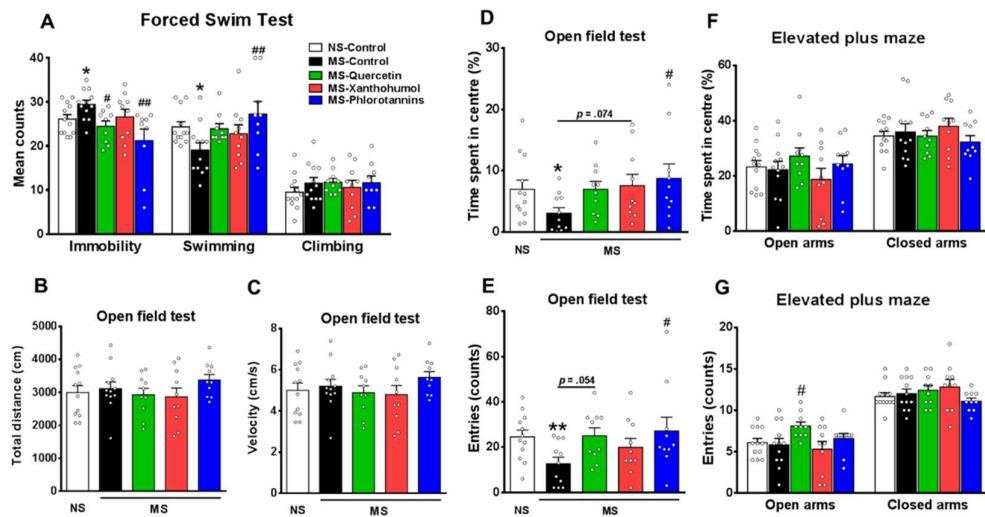 A
Forced Swim Test
NS-Control
MS-Control
MS-Quercetin
MS-Xanthohumol
MS-Phlorotannins
Mean counts
40
30
20
10
0
*
#
##
*
##
Immobility
Swimming
Climbing
B
Open field test
Total distance (cm)
5000
4000
3000
2000
1000
0
NS
MS
C
Open field test
Velocity (cm/s)
8
6
4
2
0
NS
MS
D
Open field test
Time spent in centre (%)
30
20
10
0
*
p = .074
#
NS
MS
E
Open field test
Entries (counts)
80
60
40
20
0
**
p = .054
#
NS
MS
F
Elevated plus maze
Time spent in centre
(%)
80
60
40
20
0
Open arms
Closed arms
G
Elevated plus maze
Entries (counts)
20
15
10
5
0
#
Open arms
Closed arms